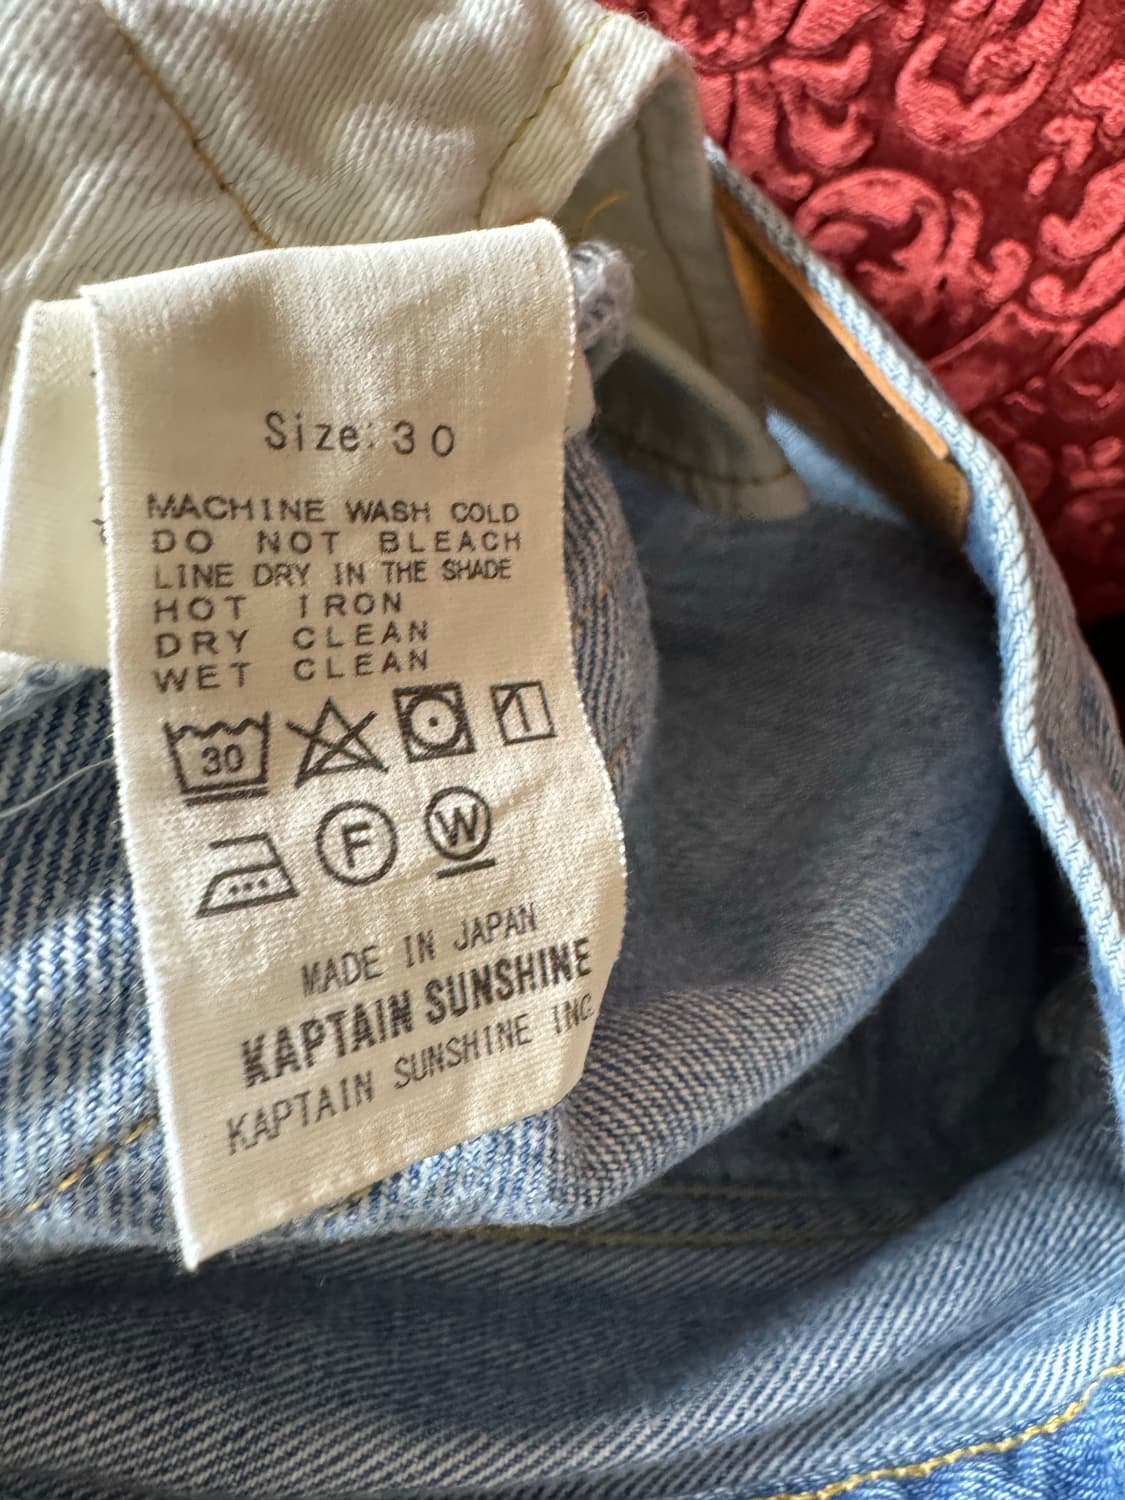 Size: 30
MACHINE WASH COLD
DO NOT BLEACH
LINE DRY IN THE SHADE
HOT IRON
DRY CLEAN
WET CLEAN
30
F W
MADE IN JAPAN
KAPTAIN SUNSHINE
KAPTAIN SUNSHINE INC.